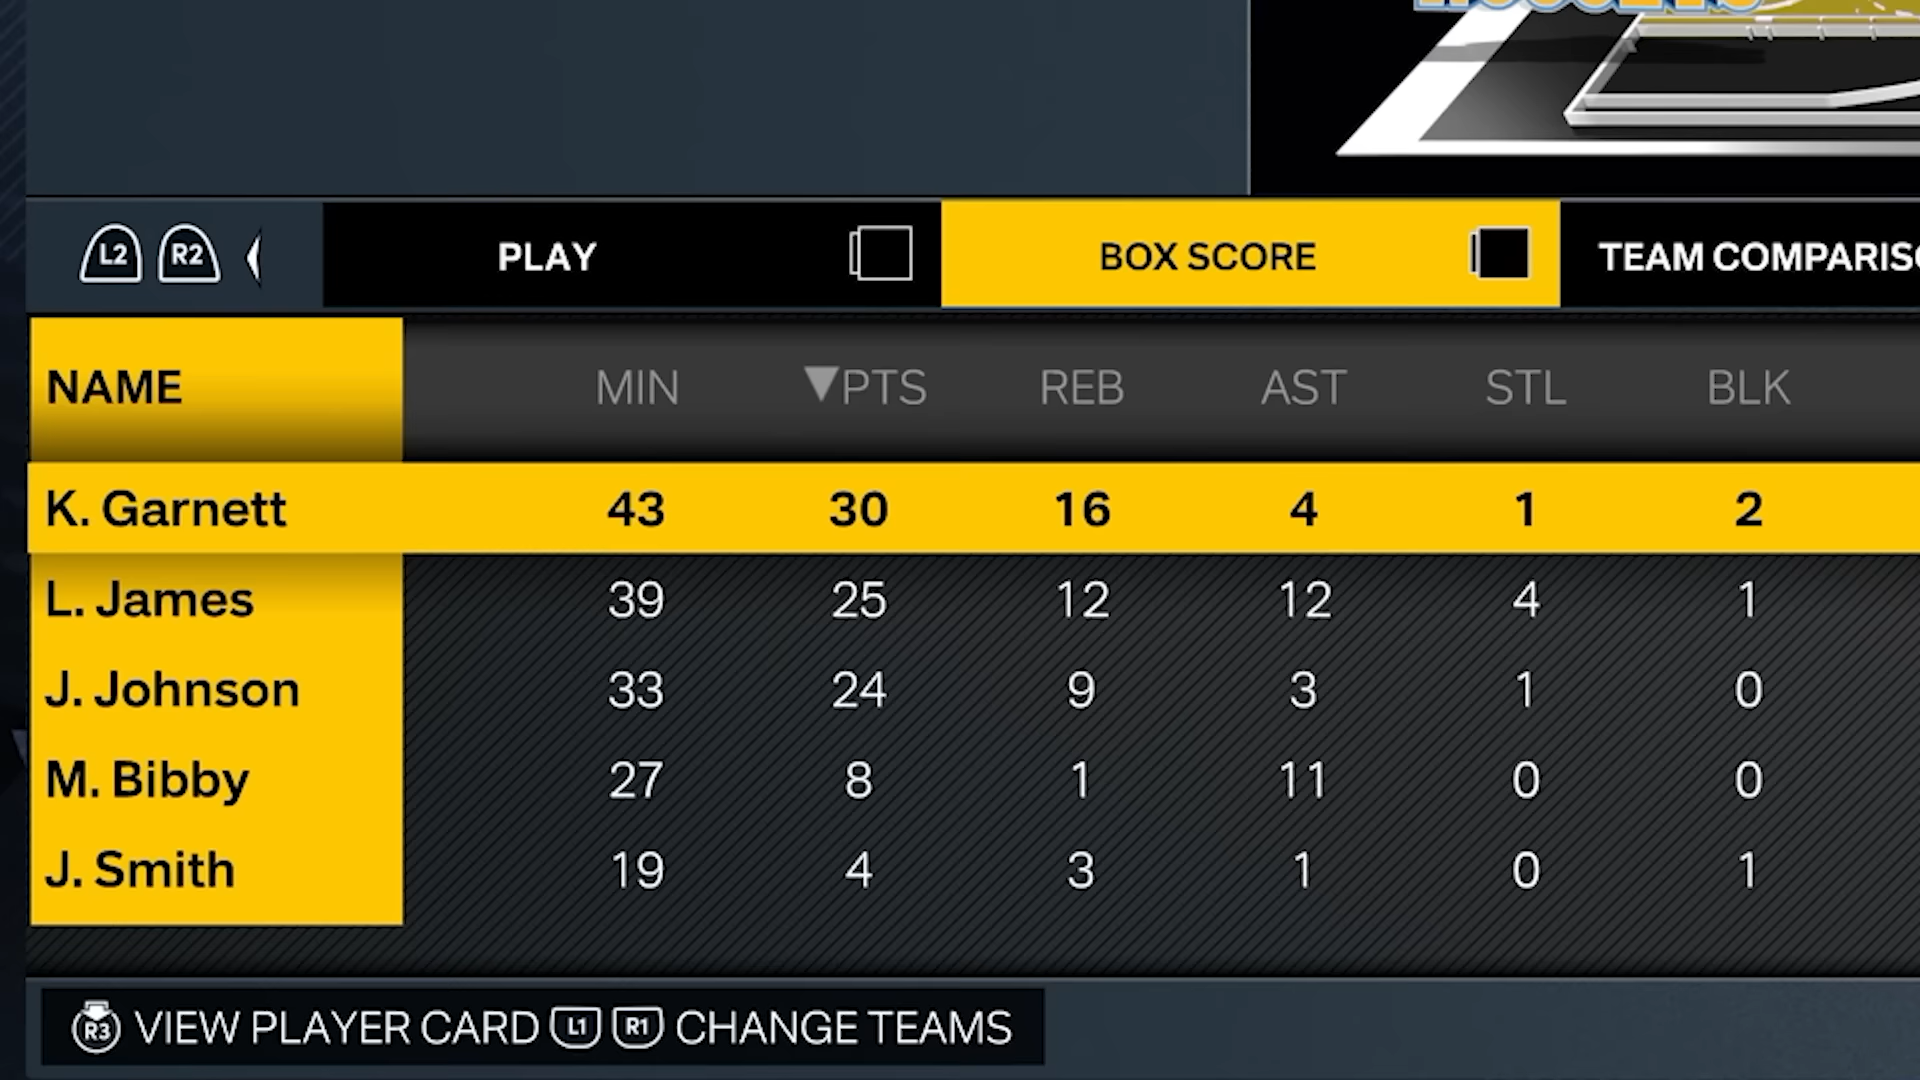 L2 R2 PLAY BOX SCORE
NAME MIN PTS REB AST STL BLK
K. Garnett 43 30 16 4 1 2
L. James 39 25 12 12 4 1
J. Johnson 33 24 9 3 1 0
M. Bibby 27 8 1 11 0 0
J. Smith 19 4 3 1 0 1
R3 VIEW PLAYER CARD L1 R1 CHANGE TEAMS